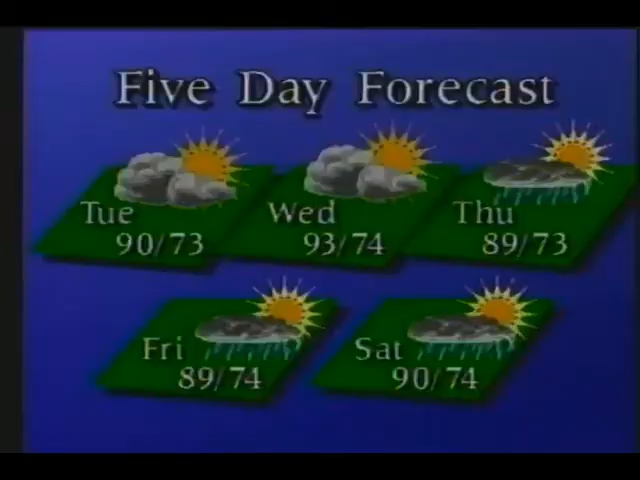 Five Day Forecast
Tue
90/73
Wed
93/74
Thu
89/73
Fri
89/74
Sat
90/74